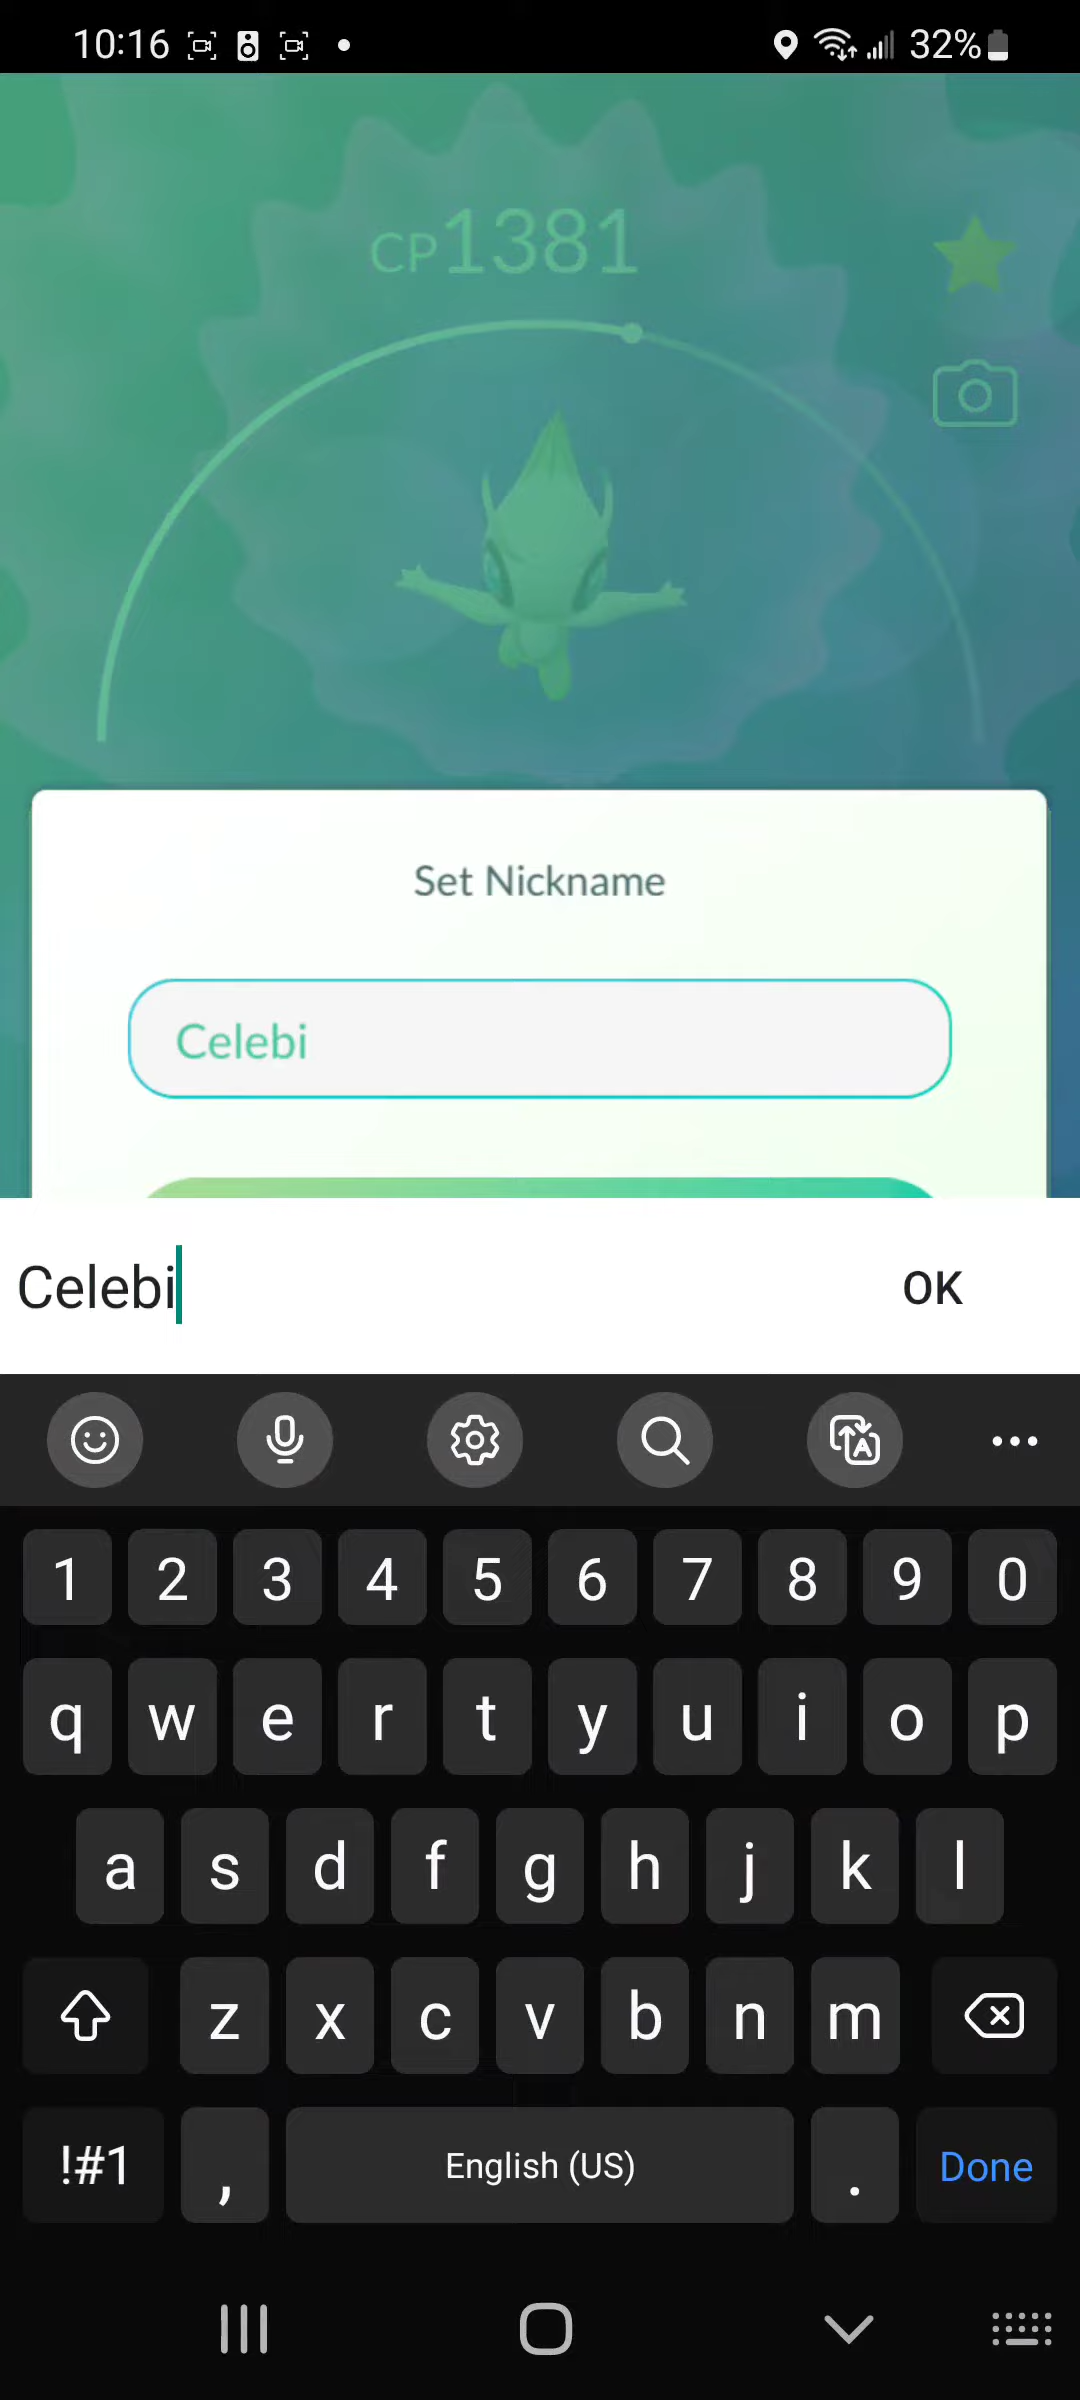 10:16
32%
CP1381
Set Nickname
Celebi
Celebi OK
1 2 3 4 5 6 7 8 9 0
q w e r t y u i o p
a s d f g h j k l
z x c v b n m
!#1 , English (US) . Done